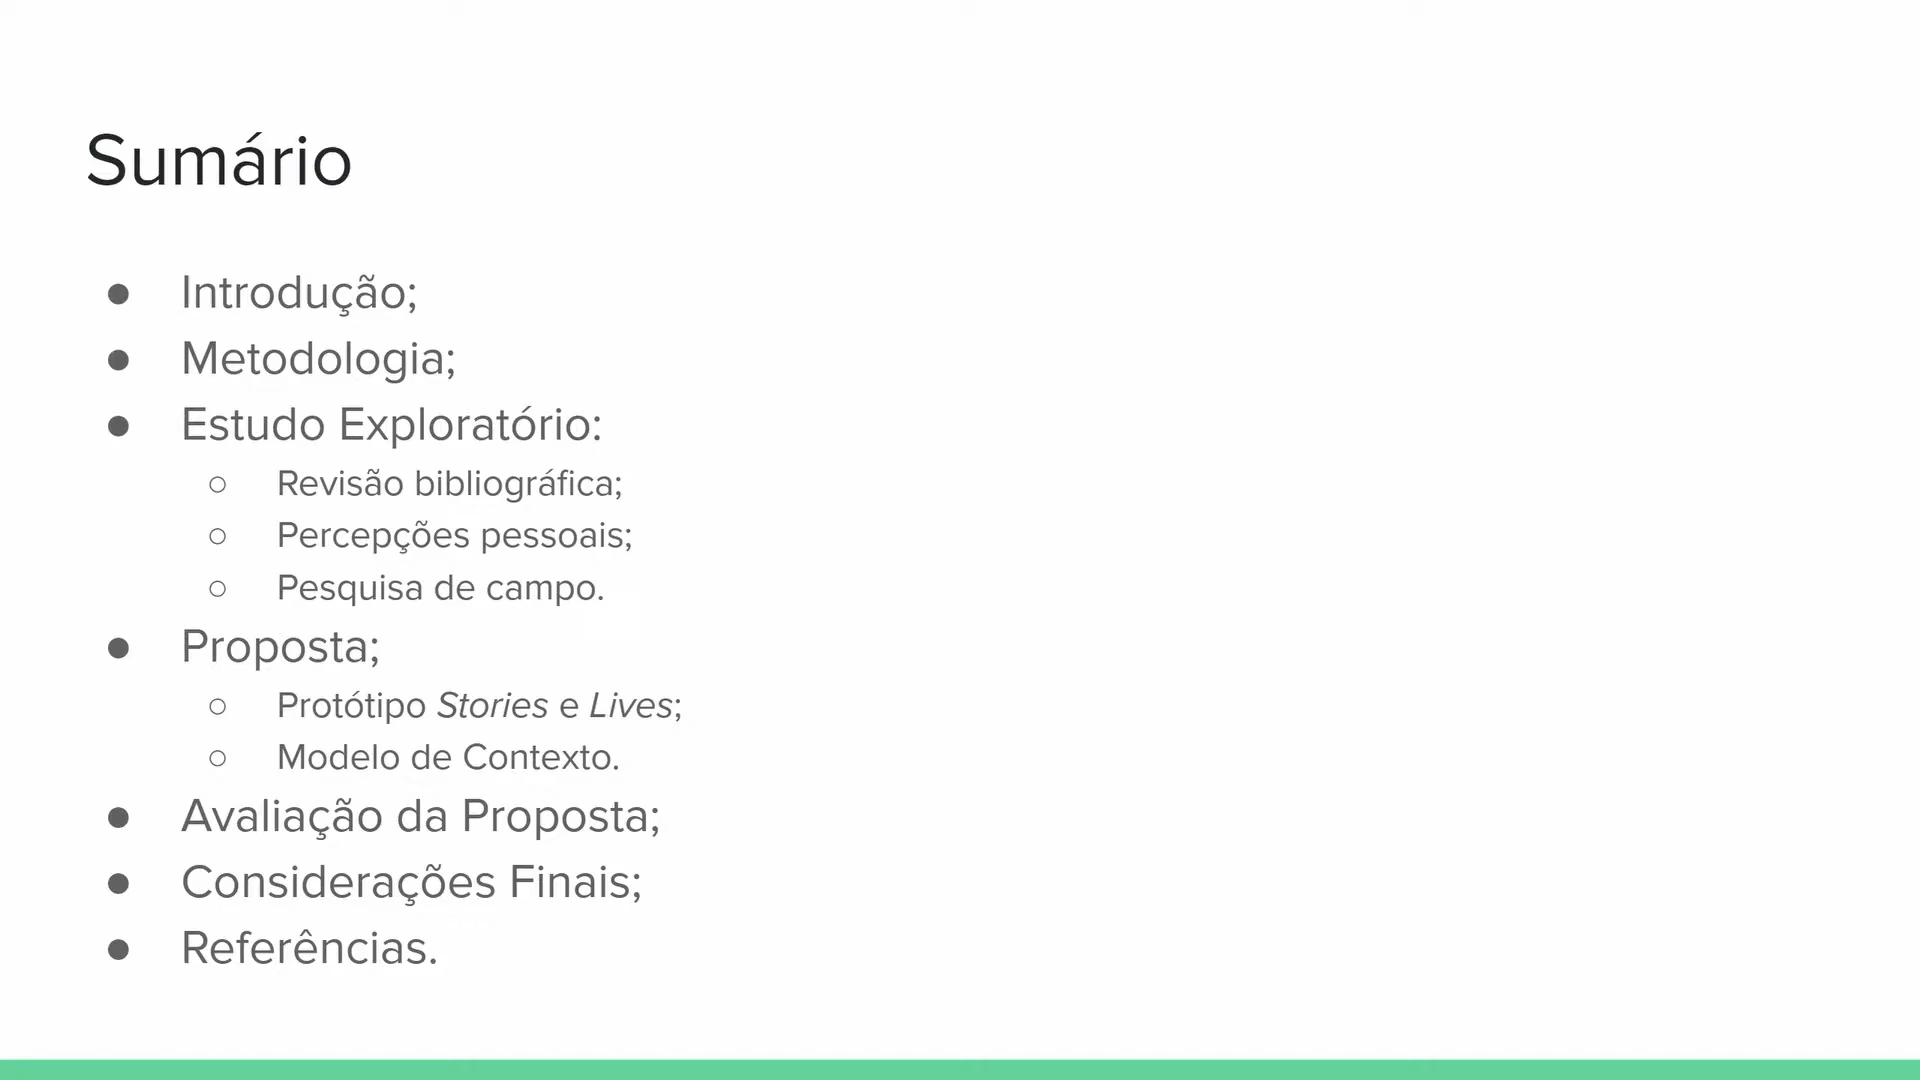 Sumário
● Introdução;
● Metodologia;
● Estudo Exploratório:
○ Revisão bibliográfica;
○ Percepções pessoais;
○ Pesquisa de campo.
● Proposta;
○ Protótipo Stories e Lives;
○ Modelo de Contexto.
● Avaliação da Proposta;
● Considerações Finais;
● Referências.